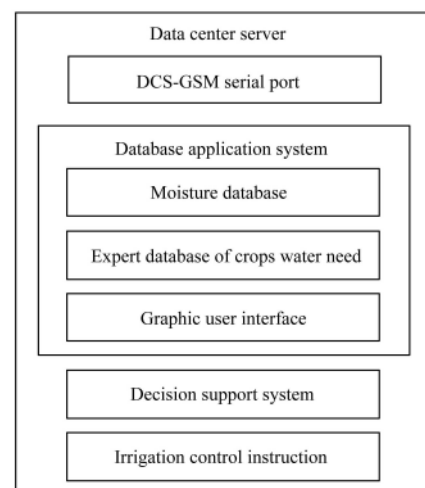 Data center server
DCS-GSM serial port
Database application system
Moisture database
Expert database of crops water need
Graphic user interface
Decision support system
Irrigation control instruction